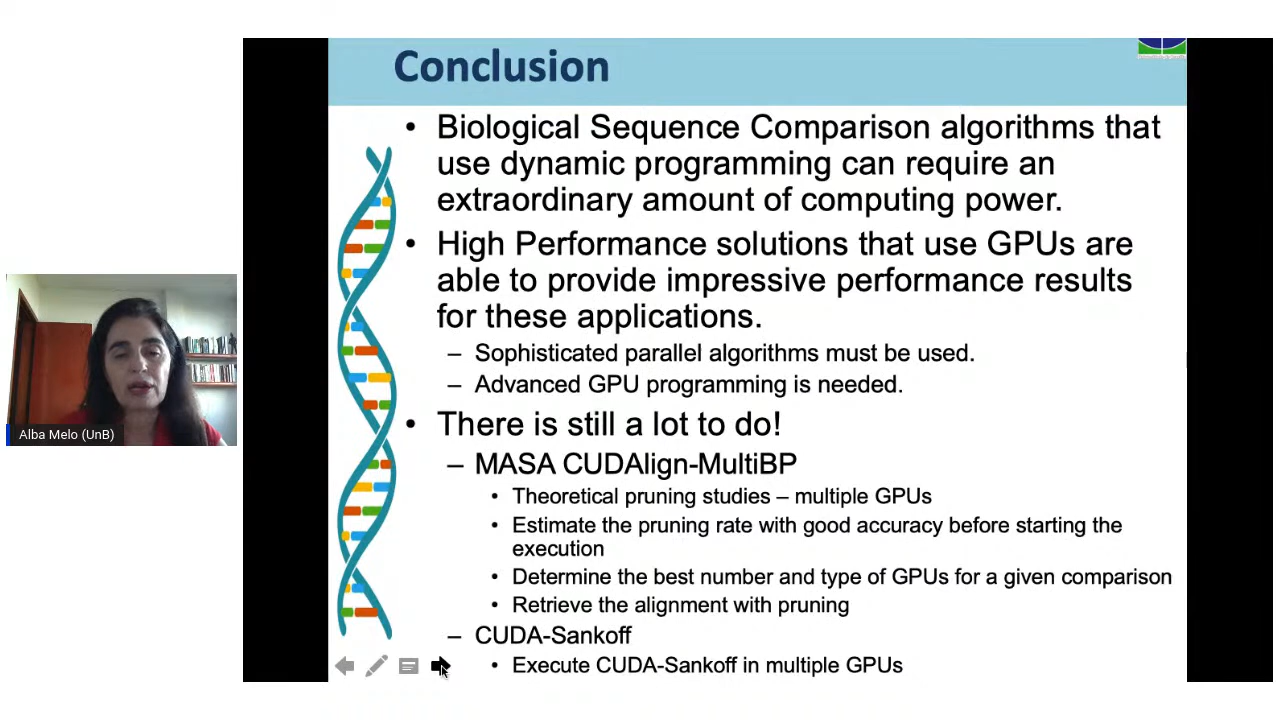 Conclusion
• Biological Sequence Comparison algorithms that
use dynamic programming can require an
extraordinary amount of computing power.
• High Performance solutions that use GPUs are
able to provide impressive performance results
for these applications.
– Sophisticated parallel algorithms must be used.
– Advanced GPU programming is needed.
• There is still a lot to do!
– MASA CUDAlign-MultiBP
• Theoretical pruning studies – multiple GPUs
• Estimate the pruning rate with good accuracy before starting the
execution
• Determine the best number and type of GPUs for a given comparison
• Retrieve the alignment with pruning
– CUDA-Sankoff
• Execute CUDA-Sankoff in multiple GPUs
Alba Melo (UnB)